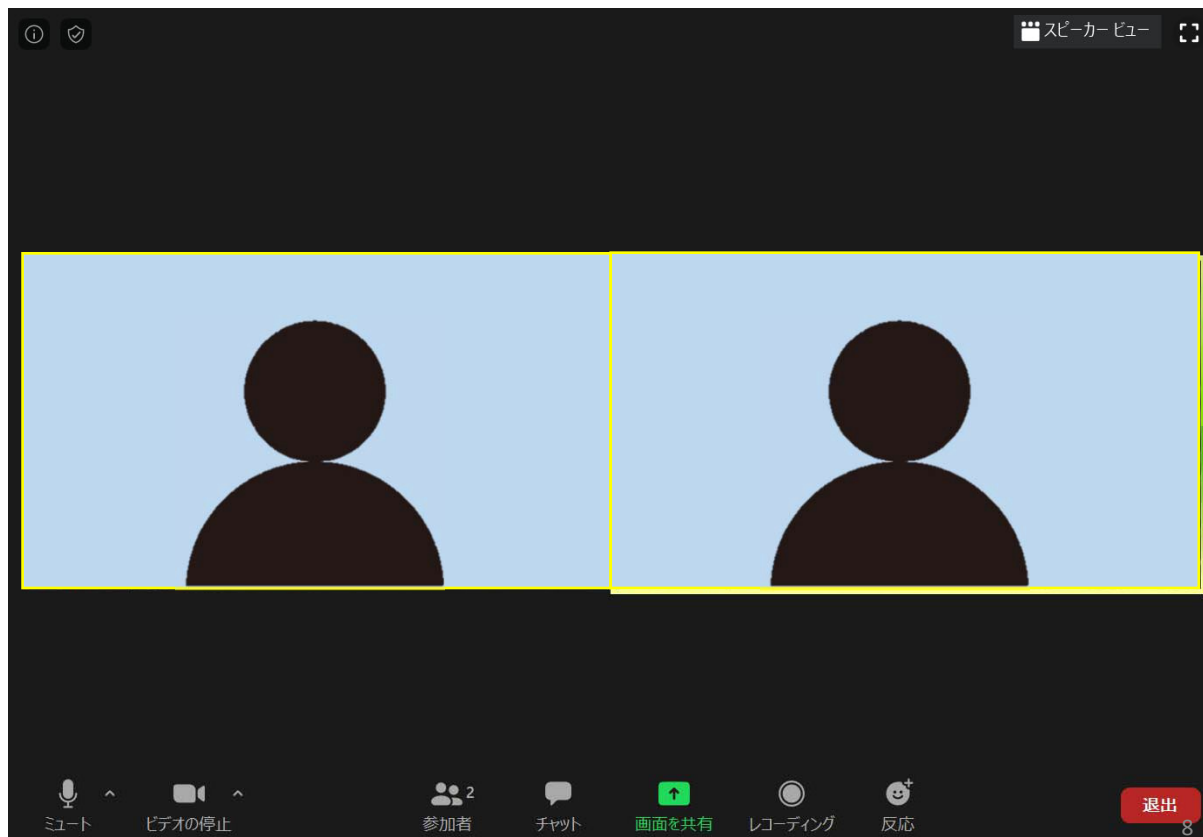 スピーカー ビュー
ミュート
ビデオの停止
2
参加者
チャット
画面を共有
レコーディング
反応
退出
8